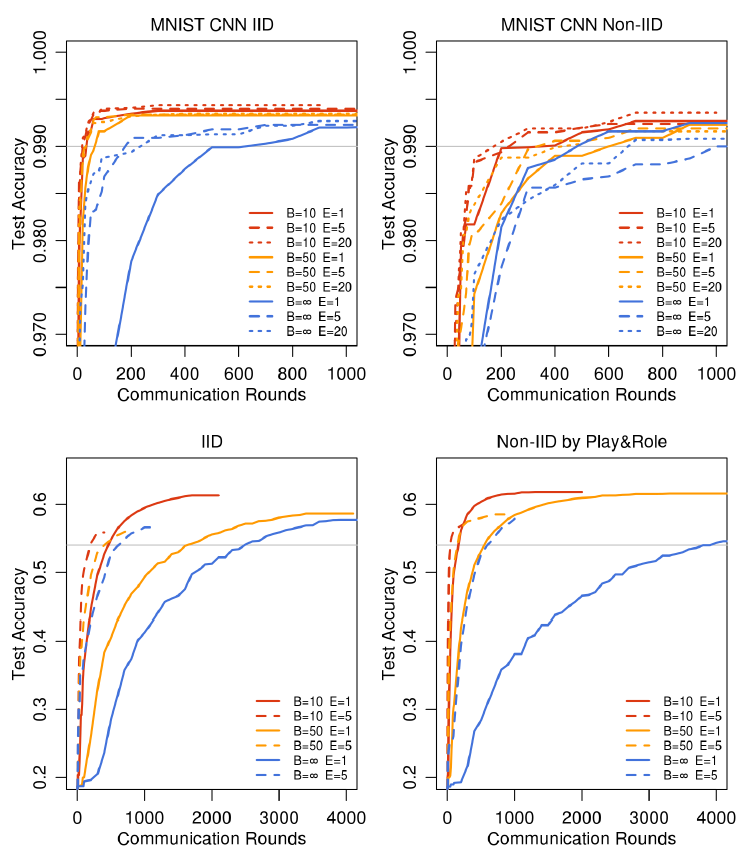 MNIST CNN IID
1.000
0.990
0.980
0.970
Test Accuracy
B=10 E=1
B=10 E=5
B=10 E=20
B=50 E=1
B=50 E=5
B=50 E=20
B=∞ E=1
B=∞ E=5
B=∞ E=20
0 200 400 600 800 1000
Communication Rounds
MNIST CNN Non-IID
1.000
0.990
0.980
0.970
Test Accuracy
B=10 E=1
B=10 E=5
B=10 E=20
B=50 E=1
B=50 E=5
B=50 E=20
B=∞ E=1
B=∞ E=5
B=∞ E=20
0 200 400 600 800 1000
Communication Rounds
IID
0.6
0.5
0.4
0.3
0.2
Test Accuracy
B=10 E=1
B=10 E=5
B=50 E=1
B=50 E=5
B=∞ E=1
B=∞ E=5
0 1000 2000 3000 4000
Communication Rounds
Non-IID by Play&Role
0.6
0.5
0.4
0.3
0.2
Test Accuracy
B=10 E=1
B=10 E=5
B=50 E=1
B=50 E=5
B=∞ E=1
B=∞ E=5
0 1000 2000 3000 4000
Communication Rounds